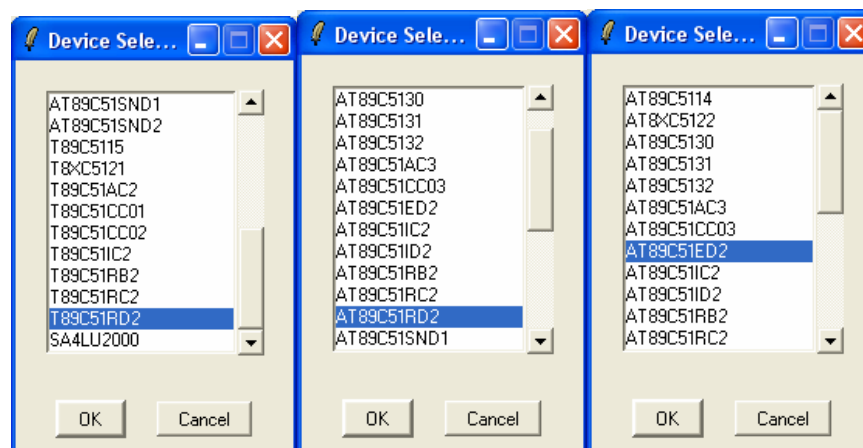 Device Sele...
AT89C51SND1
AT89C51SND2
T89C5115
T8XC5121
T89C51AC2
T89C51CC01
T89C51CC02
T89C51IC2
T89C51RB2
T89C51RC2
T89C51RD2
SA4LU2000
OK
Cancel
Device Sele...
AT89C5130
AT89C5131
AT89C5132
AT89C51AC3
AT89C51CC03
AT89C51ED2
AT89C51IC2
AT89C51ID2
AT89C51RB2
AT89C51RC2
AT89C51RD2
AT89C51SND1
OK
Cancel
Device Sele...
AT89C5114
AT8XC5122
AT89C5130
AT89C5131
AT89C5132
AT89C51AC3
AT89C51CC03
AT89C51ED2
AT89C51IC2
AT89C51ID2
AT89C51RB2
AT89C51RC2
OK
Cancel